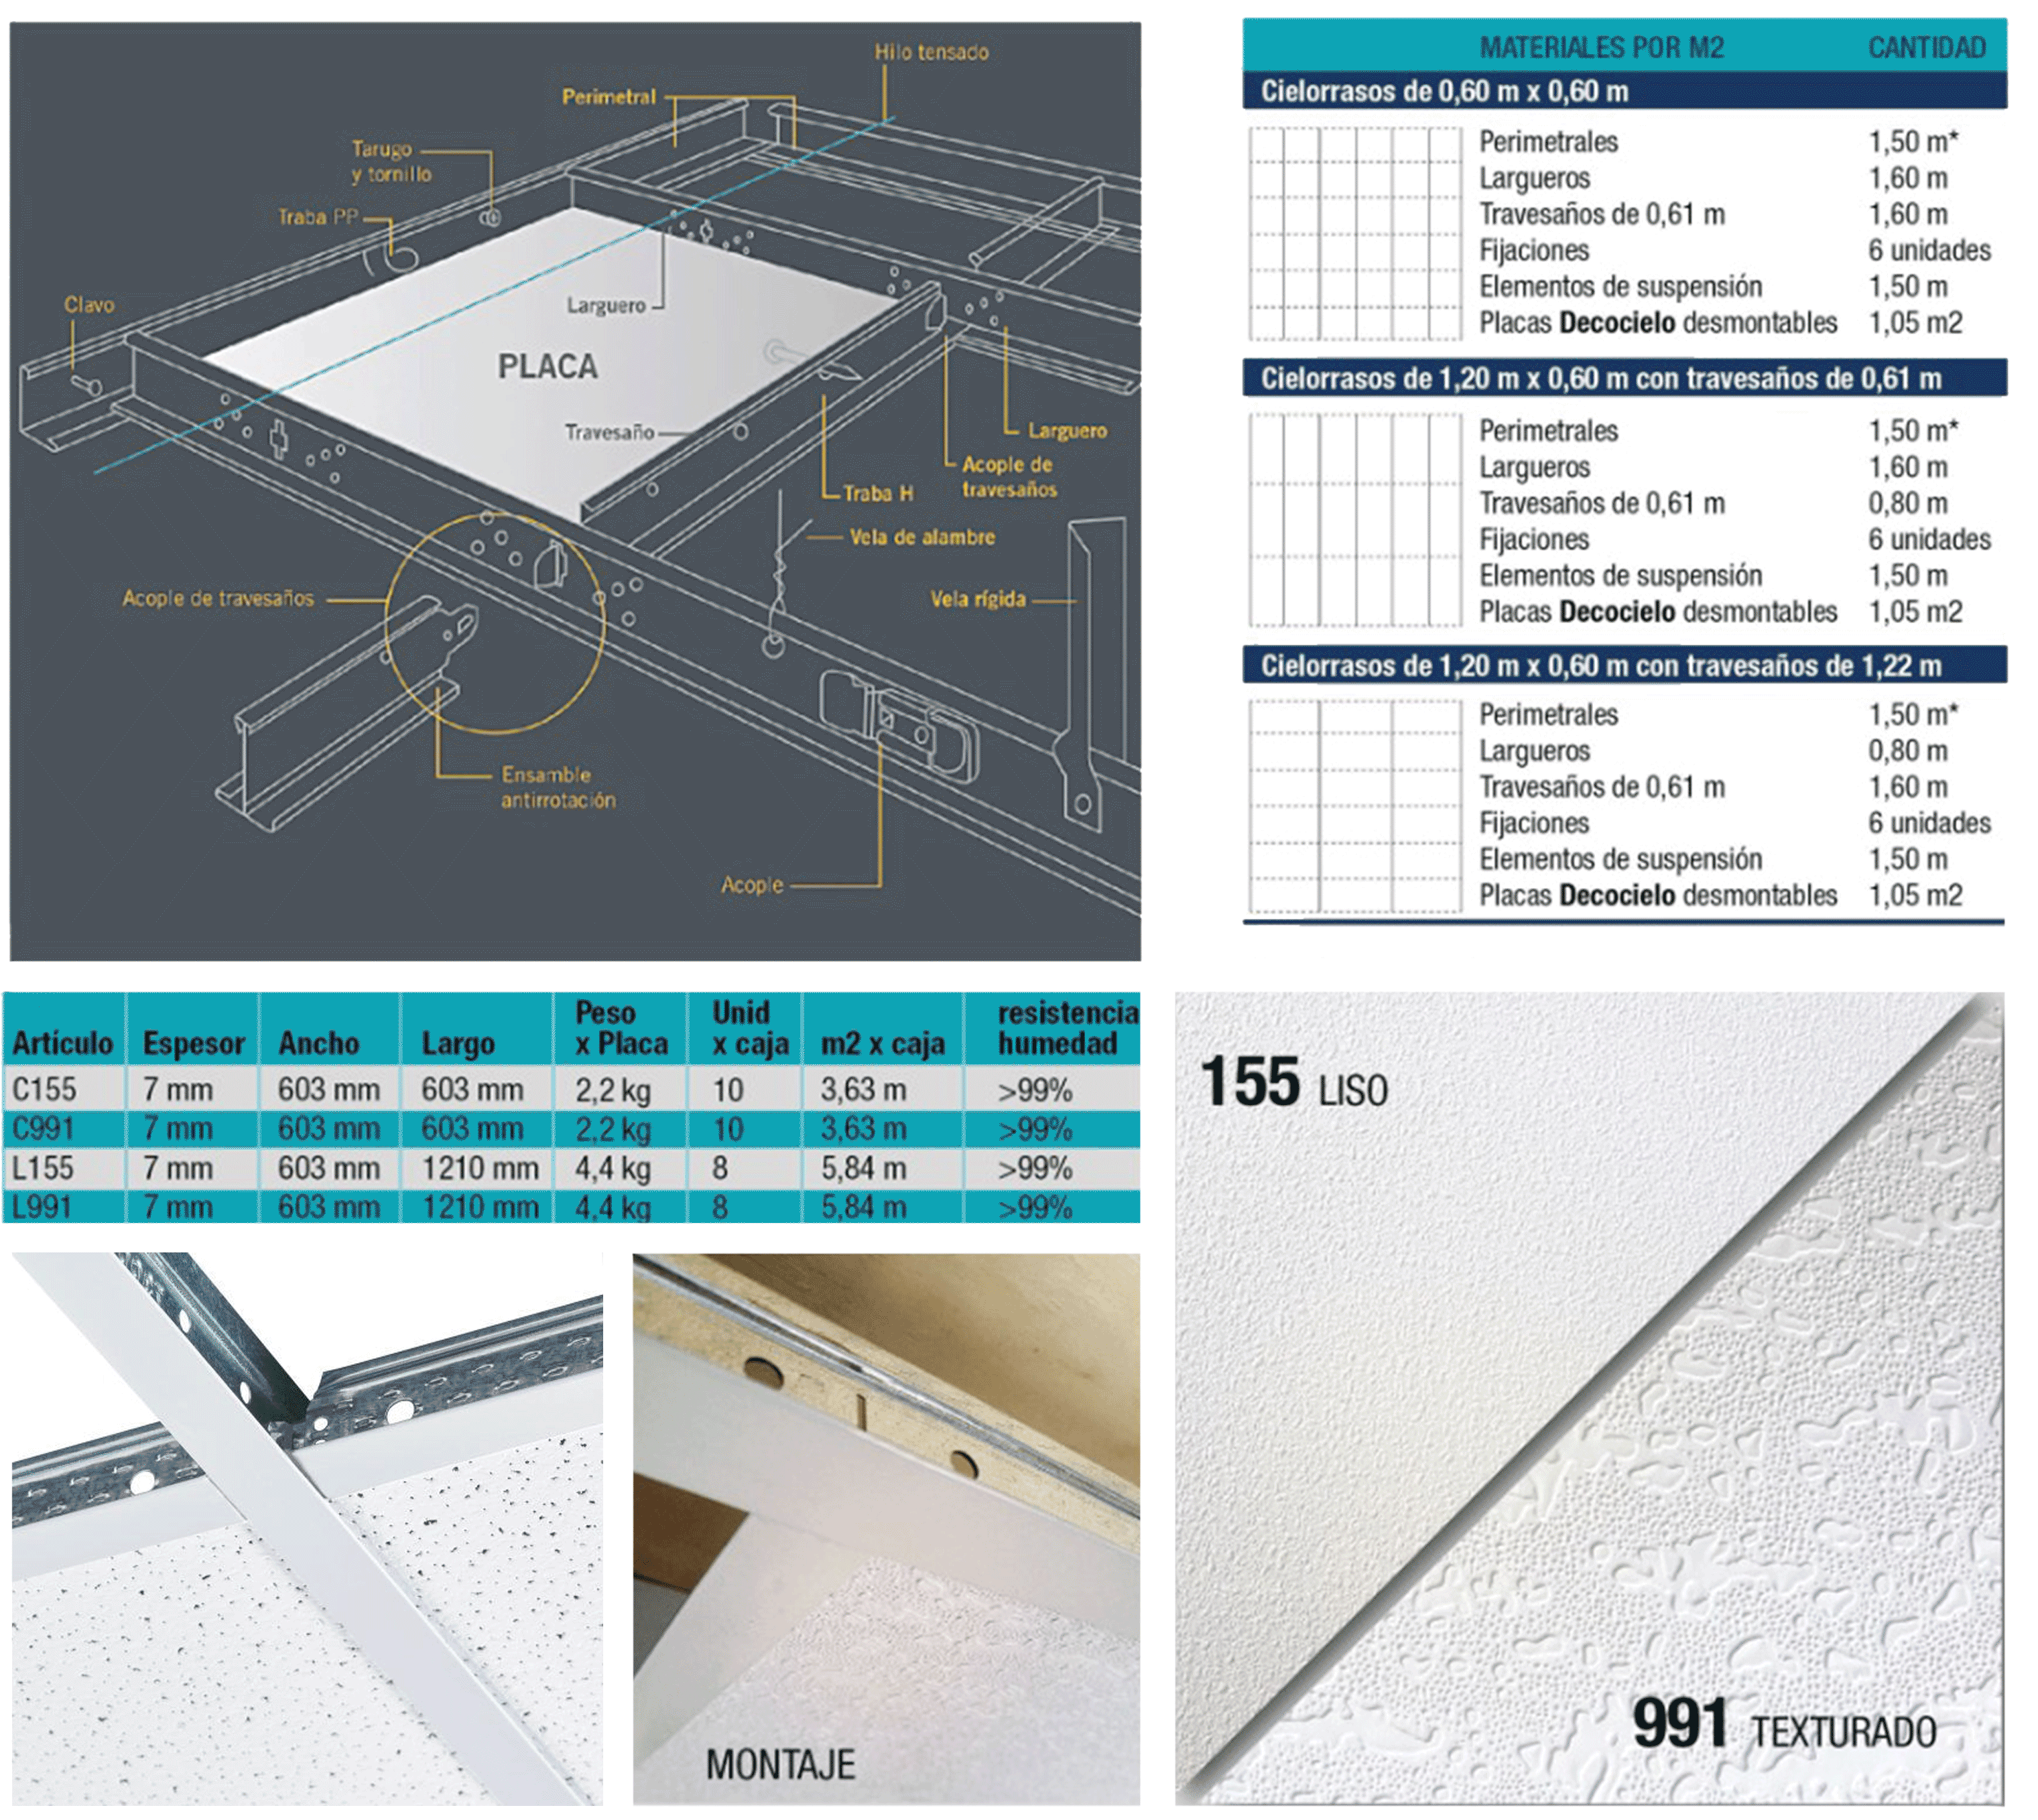 Hilo tensado
Perimetral
Tarugo
y tornillo
Traba PP
Clavo
Larguero
PLACA
Travesaño
Larguero
Acople de
travesaños
Traba H
Vela de alambre
Acople de travesaños
Vela rígida
Ensamble
antirrotación
Acople
MATERIALES POR M2 CANTIDAD
Cielorrasos de 0,60 m x 0,60 m
Perimetrales 1,50 m*
Largueros 1,60 m
Travesaños de 0,61 m 1,60 m
Fijaciones 6 unidades
Elementos de suspensión 1,50 m
Placas Decocielo desmontables 1,05 m2
Cielorrasos de 1,20 m x 0,60 m con travesaños de 0,61 m
Perimetrales 1,50 m*
Largueros 1,60 m
Travesaños de 0,61 m 0,80 m
Fijaciones 6 unidades
Elementos de suspensión 1,50 m
Placas Decocielo desmontables 1,05 m2
Cielorrasos de 1,20 m x 0,60 m con travesaños de 1,22 m
Perimetrales 1,50 m*
Largueros 0,80 m
Travesaños de 0,61 m 1,60 m
Fijaciones 6 unidades
Elementos de suspensión 1,50 m
Placas Decocielo desmontables 1,05 m2
Artículo Espesor Ancho Largo Peso x Placa Unid x caja m2 x caja resistencia humedad
C155 7 mm 603 mm 603 mm 2,2 kg 10 3,63 m >99%
C991 7 mm 603 mm 603 mm 2,2 kg 10 3,63 m >99%
L155 7 mm 603 mm 1210 mm 4,4 kg 8 5,84 m >99%
L991 7 mm 603 mm 1210 mm 4,4 kg 8 5,84 m >99%
155 LISO
991 TEXTURADO
MONTAJE